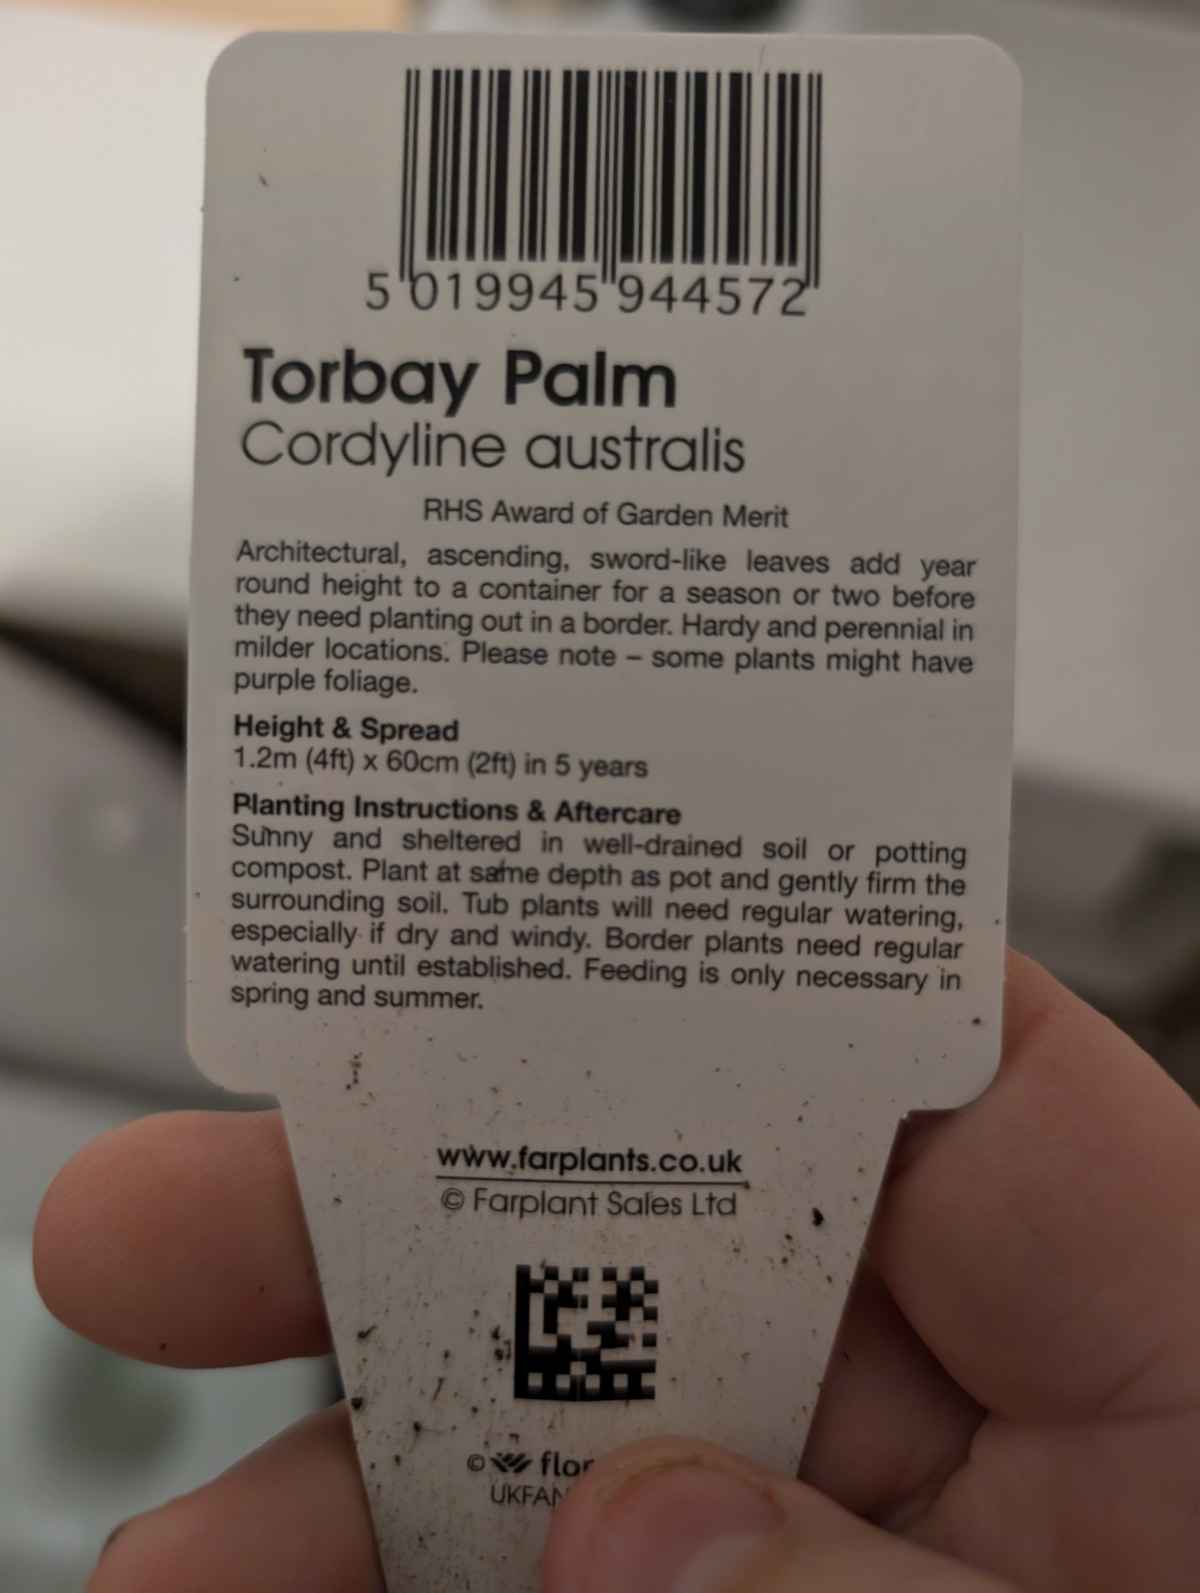 5 019945 944572
Torbay Palm
Cordyline australis
RHS Award of Garden Merit
Architectural, ascending, sword-like leaves add year
round height to a container for a season or two before
they need planting out in a border. Hardy and perennial in
milder locations. Please note – some plants might have
purple foliage.
Height & Spread
1.2m (4ft) x 60cm (2ft) in 5 years
Planting Instructions & Aftercare
Sunny and sheltered in well-drained soil or potting
compost. Plant at same depth as pot and gently firm the
surrounding soil. Tub plants will need regular watering,
especially if dry and windy. Border plants need regular
watering until established. Feeding is only necessary in
spring and summer.
www.farplants.co.uk
© Farplant Sales Ltd
©